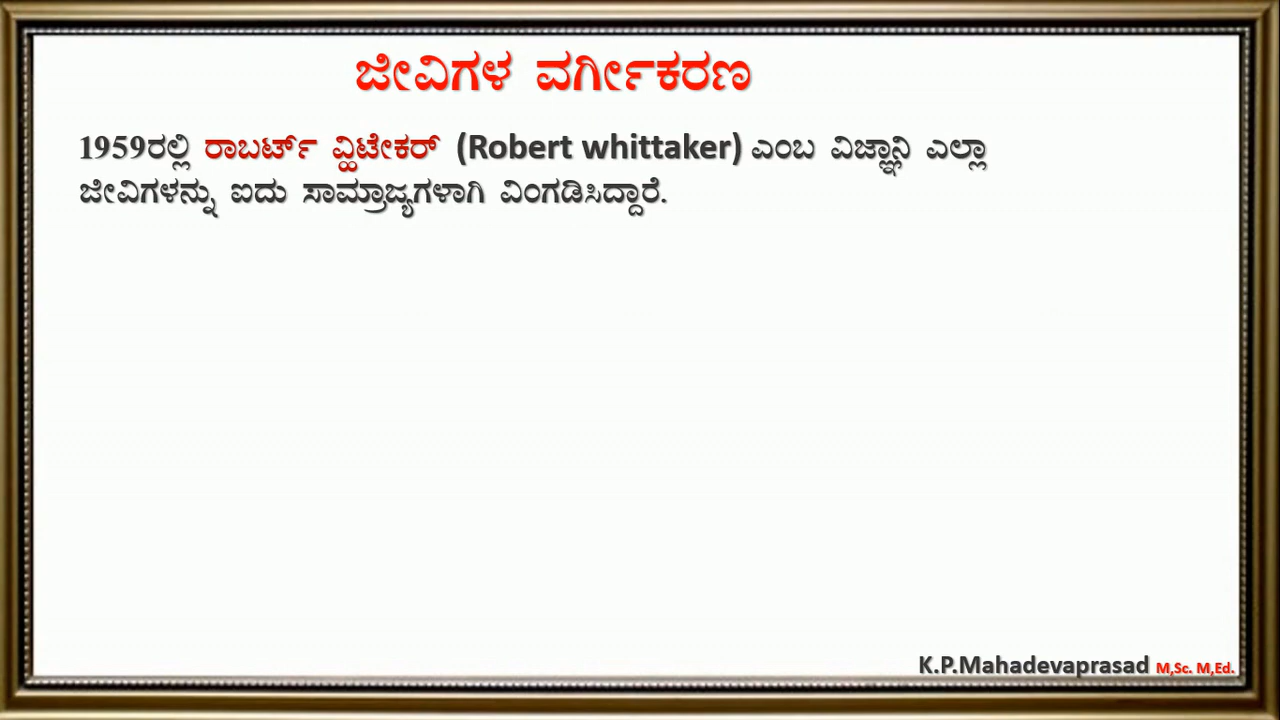 ಜೀವಿಗಳ ವರ್ಗೀಕರಣ
1959ರಲ್ಲಿ ರಾಬರ್ಟ್ ವ್ಹಿಟೇಕರ್ (Robert whittaker) ಎಂಬ ವಿಜ್ಞಾನಿ ಎಲ್ಲಾ
ಜೀವಿಗಳನ್ನು ಐದು ಸಾಮ್ರಾಜ್ಯಗಳಾಗಿ ವಿಂಗಡಿಸಿದ್ದಾರೆ.
K.P.Mahadevaprasad M,Sc. M,Ed.